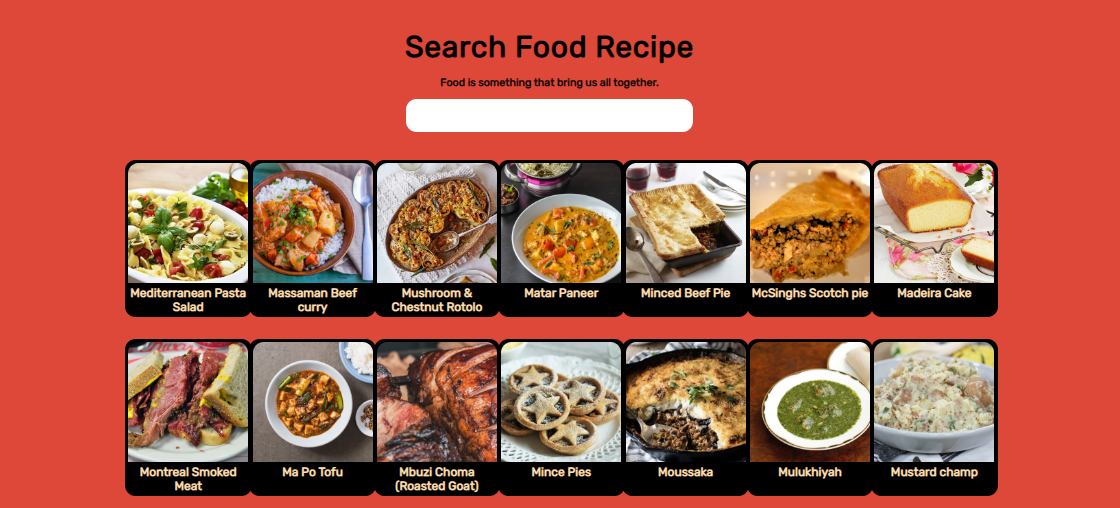 Search Food Recipe
Food is something that bring us all together.
Mediterranean Pasta
Salad
Massaman Beef
curry
Mushroom &
Chestnut Rotolo
Matar Paneer
Minced Beef Pie
McSinghs Scotch pie
Madeira Cake
Montreal Smoked
Meat
Ma Po Tofu
Mbuzi Choma
(Roasted Goat)
Mince Pies
Moussaka
Mulukhiyah
Mustard champ